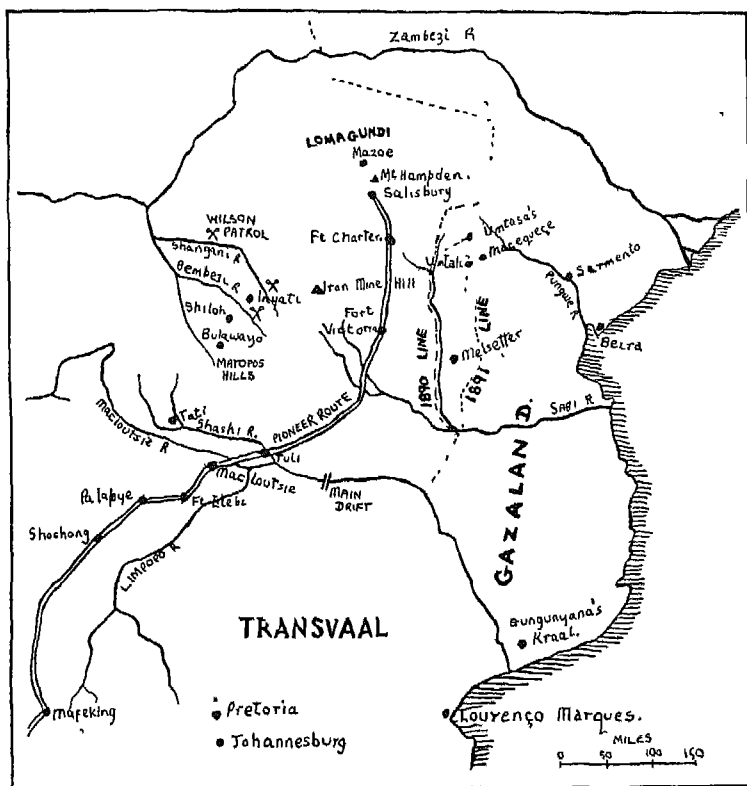 Zambezi R
LOMAGUNDI
Mazoe
Mt Hampden.
Salisbury
WILSON
PATROL
Shangani R
Bembezi R
Ft Charter
Umtasa's
Macequeçe
Umtali
Sarmento
Pungwe R
Inyati
Iron Mine Hill
Shiloh
Fort
Victoria
Bulawayo
MATOPOS
HILLS
Beira
Melsetter
1890 LINE
1891 LINE
SABI R
Tati
Shashi R.
Macloutsie R
PIONEER ROUTE
Tuli
Macloutsie
MAIN
DRIFT
Palapye
Ft. Elebi
Shoshong
LIMPOPO R
GAZALAND.
TRANSVAAL
Gungunyana's
Kraal.
Mafeking
Pretoria
Johannesburg
Lourenço Marques.
MILES
0 50 100 150